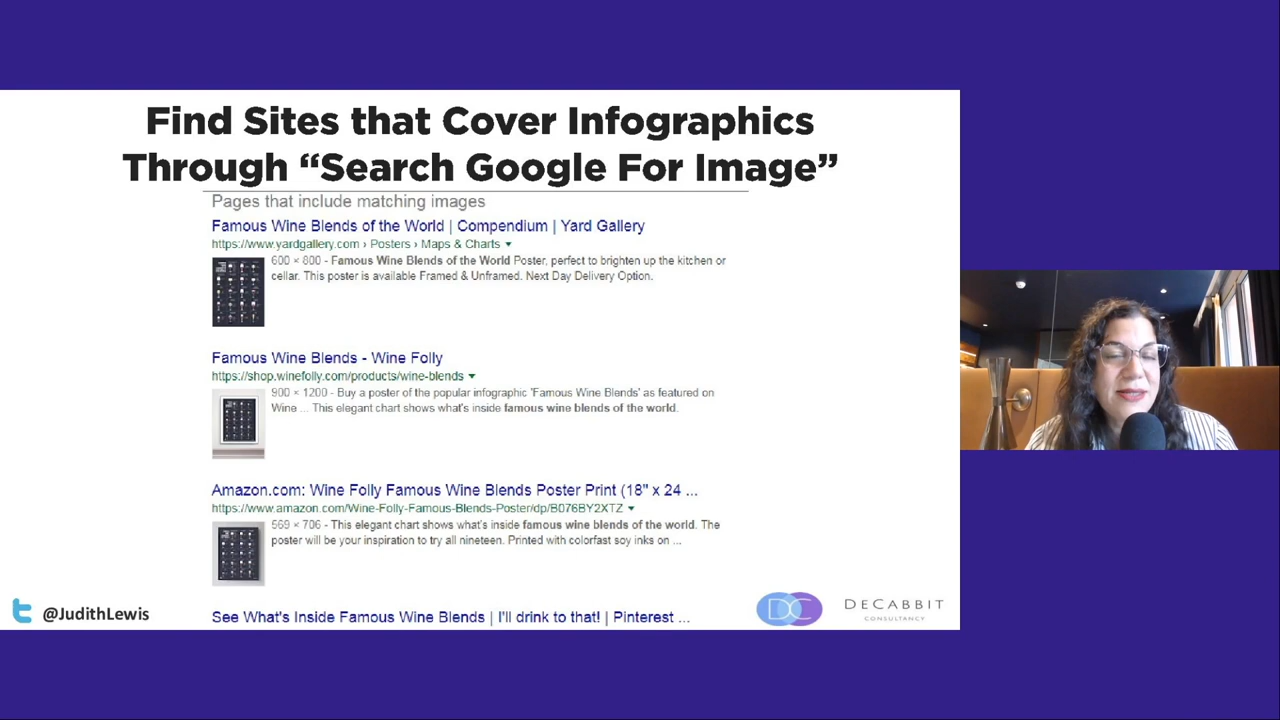 Find Sites that Cover Infographics
Through “Search Google For Image”
Pages that include matching images
Famous Wine Blends of the World | Compendium | Yard Gallery
https://www.yardgallery.com › Posters › Maps & Charts
600 × 800 - Famous Wine Blends of the World Poster, perfect to brighten up the kitchen or
cellar. This poster is available Framed & Unframed. Next Day Delivery Option.
Famous Wine Blends - Wine Folly
https://shop.winefolly.com/products/wine-blends
900 × 1200 - Buy a poster of the popular infographic 'Famous Wine Blends' as featured on
Wine ... This elegant chart shows what's inside famous wine blends of the world.
Amazon.com: Wine Folly Famous Wine Blends Poster Print (18" x 24 ...
https://www.amazon.com/Wine-Folly-Famous-Blends-Poster/dp/B076BY2XTZ
569 × 706 - This elegant chart shows what's inside famous wine blends of the world. The
poster will be your inspiration to try all nineteen. Printed with colorfast soy inks on ...
See What's Inside Famous Wine Blends | I'll drink to that! | Pinterest ...
@JudithLewis
DC
DECABBIT
CONSULTANCY